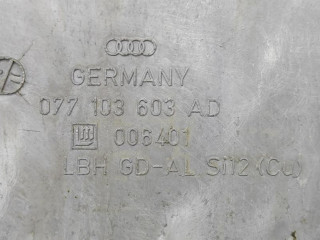 GERMANY
077 103 603 AD
006401
LBH GD-AL Si12(Cu)